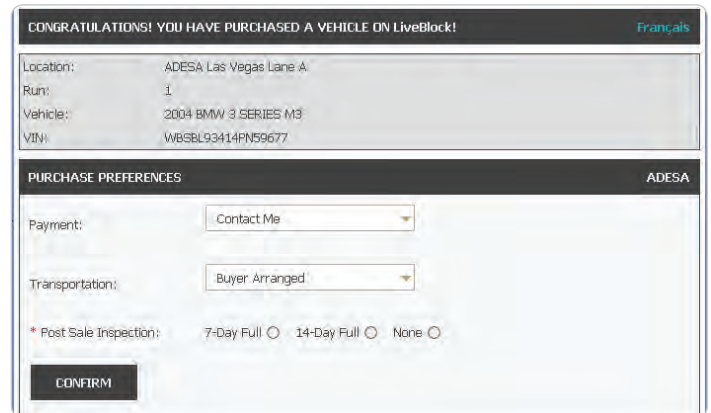 CONGRATULATIONS! YOU HAVE PURCHASED A VEHICLE ON LiveBlock! Français
Location: ADESA Las Vegas Lane A
Run: 1
Vehicle: 2004 BMW 3 SERIES M3
VIN: WBSBL93414PN59677
PURCHASE PREFERENCES ADESA
Payment: Contact Me
Transportation: Buyer Arranged
* Post Sale Inspection: 7-Day Full 14-Day Full None
CONFIRM